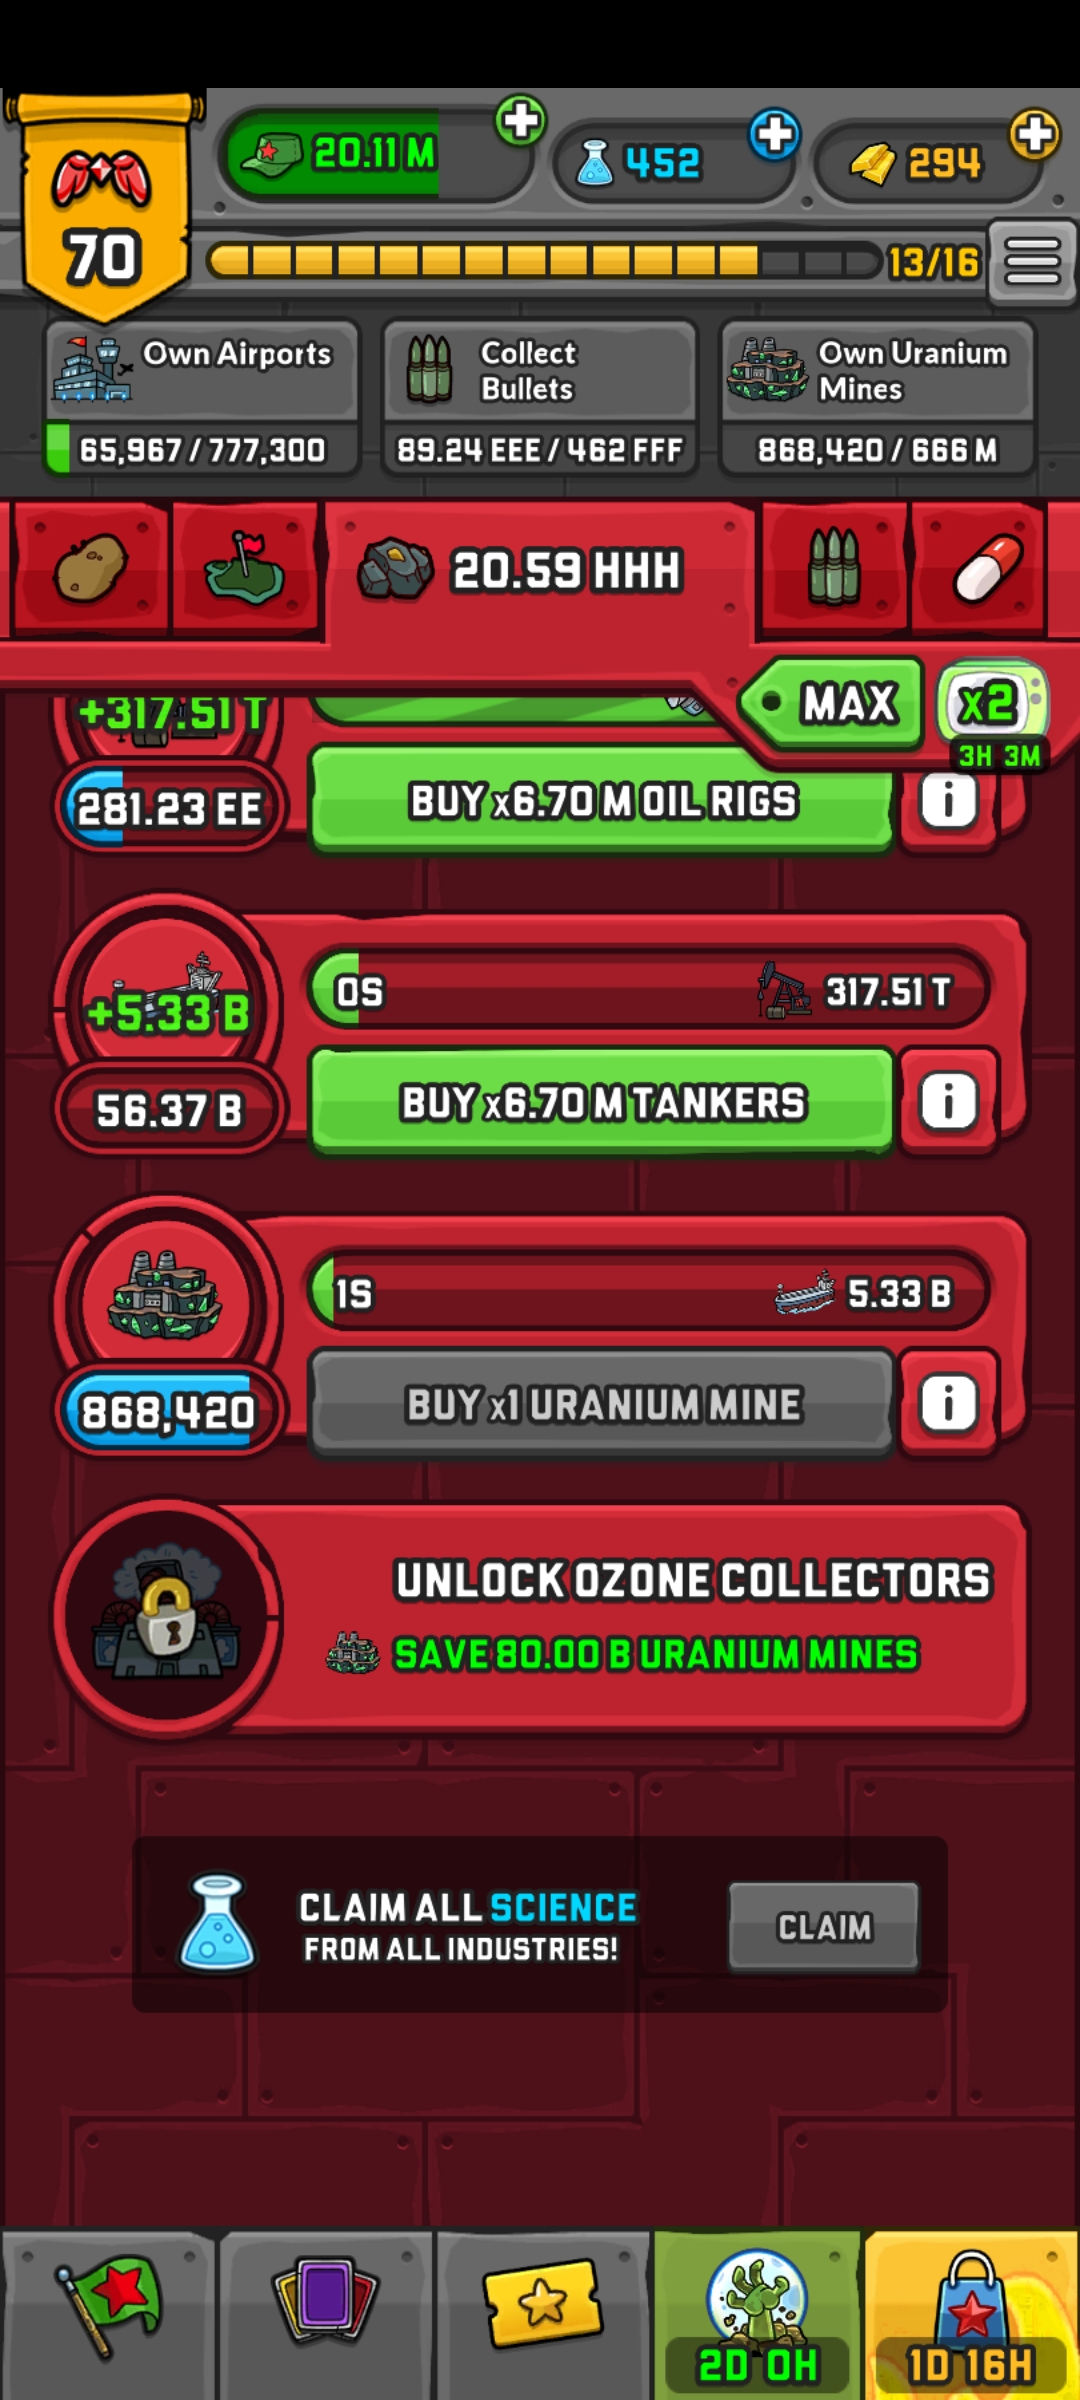 20.11 M
452
294
70
13/16
Own Airports
65,967 / 777,300
Collect
Bullets
89.24 EEE / 462 FFF
Own Uranium
Mines
868,420 / 666 M
20.59 HHH
MAX
x2
3H 3M
+317.51 T
281.23 EE
BUY x6.70 M OIL RIGS
i
+5.33 B
0S
317.51 T
56.37 B
BUY x6.70 M TANKERS
i
1S
5.33 B
868,420
BUY x1 URANIUM MINE
i
UNLOCK OZONE COLLECTORS
SAVE 80.00 B URANIUM MINES
CLAIM ALL SCIENCE
FROM ALL INDUSTRIES!
CLAIM
2D 0H
1D 16H